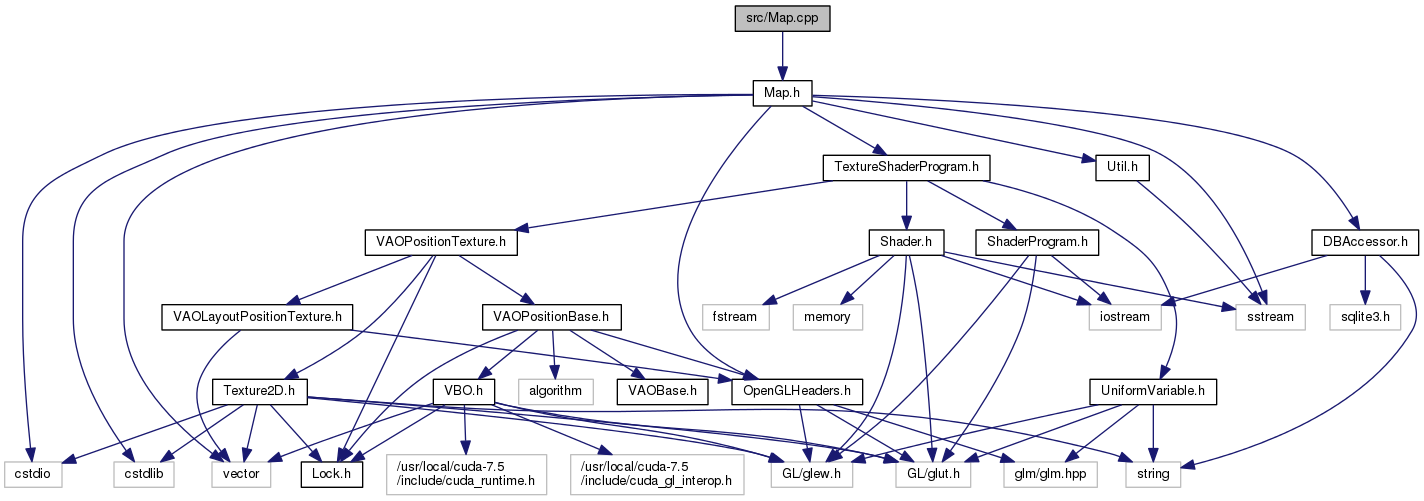 src/Map.cpp
Map.h
TextureShaderProgram.h
Util.h
VAOPositionTexture.h
Shader.h
ShaderProgram.h
DBAccessor.h
VAOLayoutPositionTexture.h
VAOPositionBase.h
fstream
memory
iostream
sstream
sqlite3.h
Texture2D.h
VBO.h
algorithm
VAOBase.h
OpenGLHeaders.h
UniformVariable.h
cstdio
cstdlib
vector
Lock.h
/usr/local/cuda-7.5
/include/cuda_runtime.h
/usr/local/cuda-7.5
/include/cuda_gl_interop.h
GL/glew.h
GL/glut.h
glm/glm.hpp
string